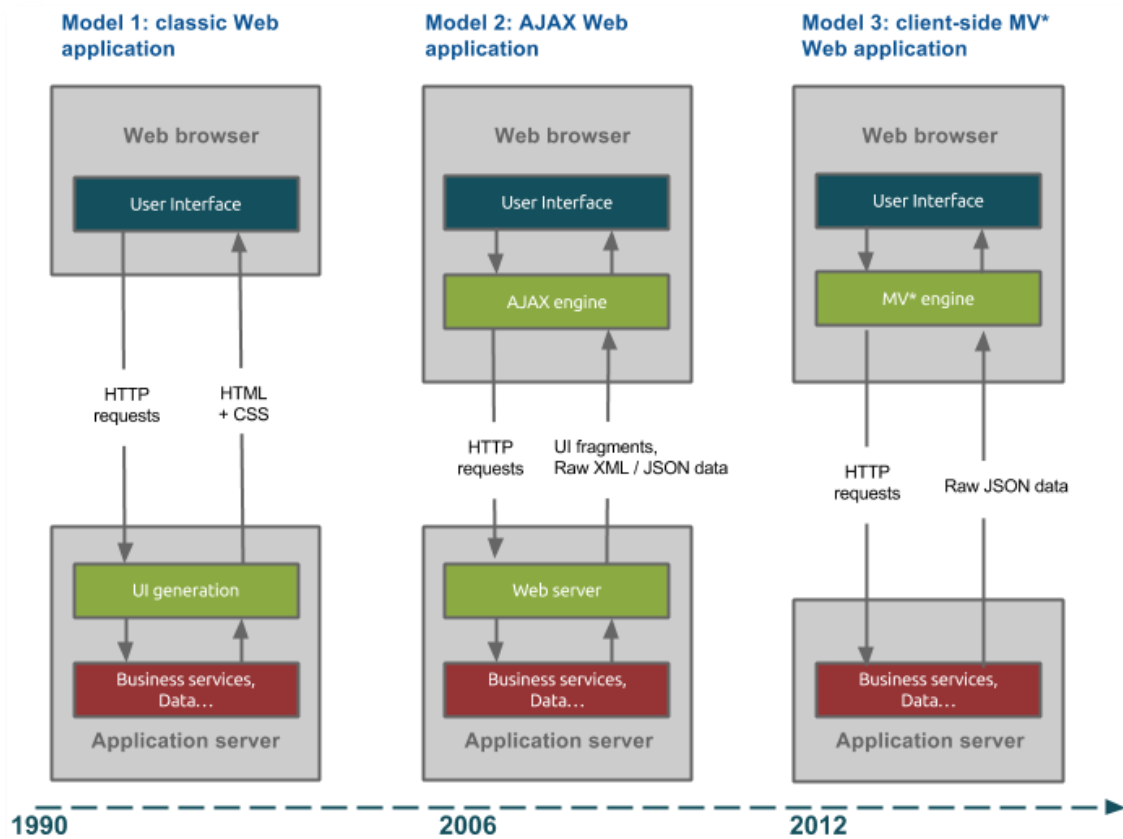 Model 1: classic Web
application
Web browser
User Interface
HTTP
requests
HTML
+ CSS
UI generation
Business services,
Data…
Application server
Model 2: AJAX Web
application
Web browser
User Interface
AJAX engine
HTTP
requests
UI fragments,
Raw XML / JSON data
Web server
Business services,
Data…
Application server
Model 3: client-side MV*
Web application
Web browser
User Interface
MV* engine
HTTP
requests
Raw JSON data
Business services,
Data…
Application server
1990
2006
2012